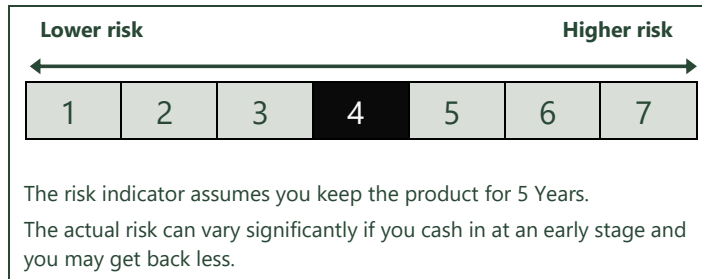 Lower risk Higher risk
1 2 3 4 5 6 7
The risk indicator assumes you keep the product for 5 Years.
The actual risk can vary significantly if you cash in at an early stage and
you may get back less.